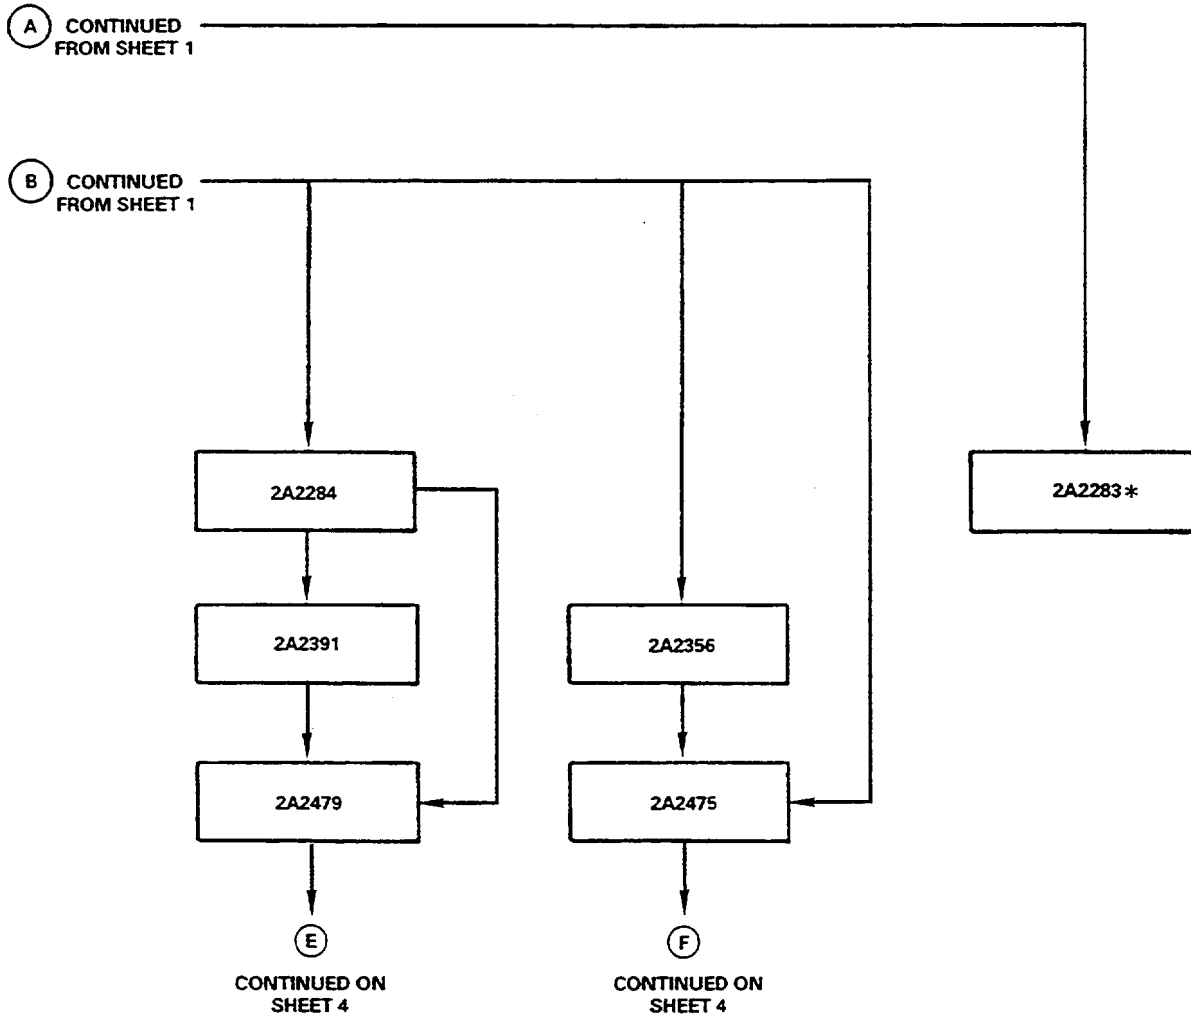 A CONTINUED
FROM SHEET 1
B CONTINUED
FROM SHEET 1
2A2284
2A2283*
2A2391
2A2356
2A2479
2A2475
E
F
CONTINUED ON
SHEET 4
CONTINUED ON
SHEET 4